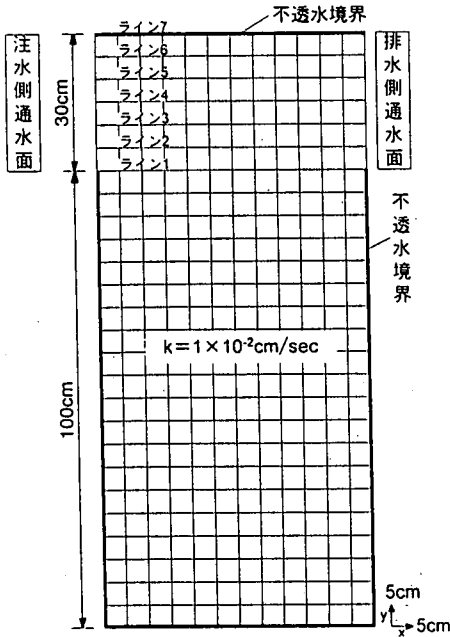 不透水境界
注水側通水面
排水側通水面
ライン7
ライン6
ライン5
ライン4
ライン3
ライン2
ライン1
30cm
不透水境界
k=1×10⁻²cm/sec
100cm
5cm
y
x
5cm